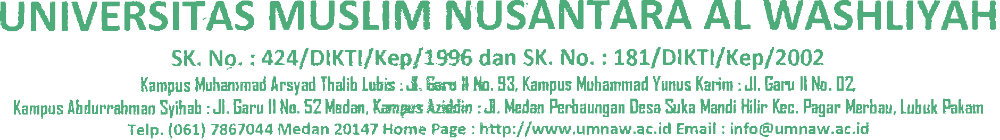 UNIVERSITAS MUSLIM NUSANTARA AL WASHLIYAH
SK. No. : 424/DIKTI/Kep/1996 dan SK. No. : 181/DIKTI/Kep/2002
Kampus Muhammad Arsyad Thalib Lubis : Jl. Garu II No. 93, Kampus Muhammad Yunus Karim : Jl. Garu II No. 02,
Kampus Abdurrahman Syihab : Jl. Garu II No. 52 Medan, Kampus Aziddin : Jl. Medan Perbaungan Desa Suka Mandi Hilir Kec. Pagar Merbau, Lubuk Pakam
Telp. (061) 7867044 Medan 20147 Home Page : http://www.umnaw.ac.id Email : info@umnaw.ac.id